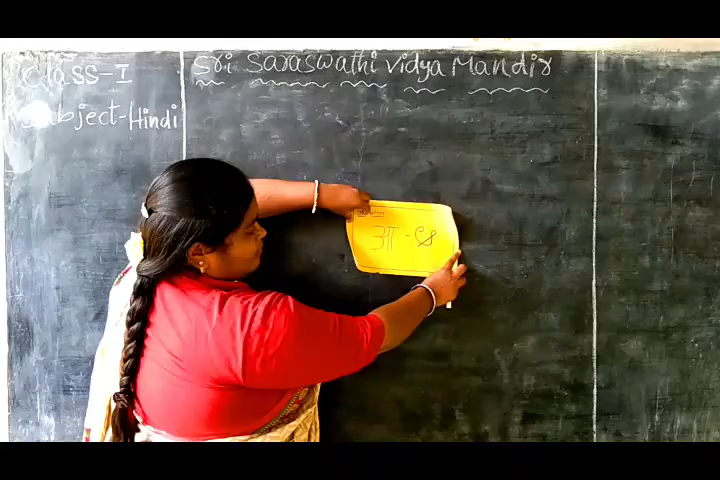 Class-I
Sri Saraswathi Vidya Mandir
Subject-Hindi
आ - ఆ